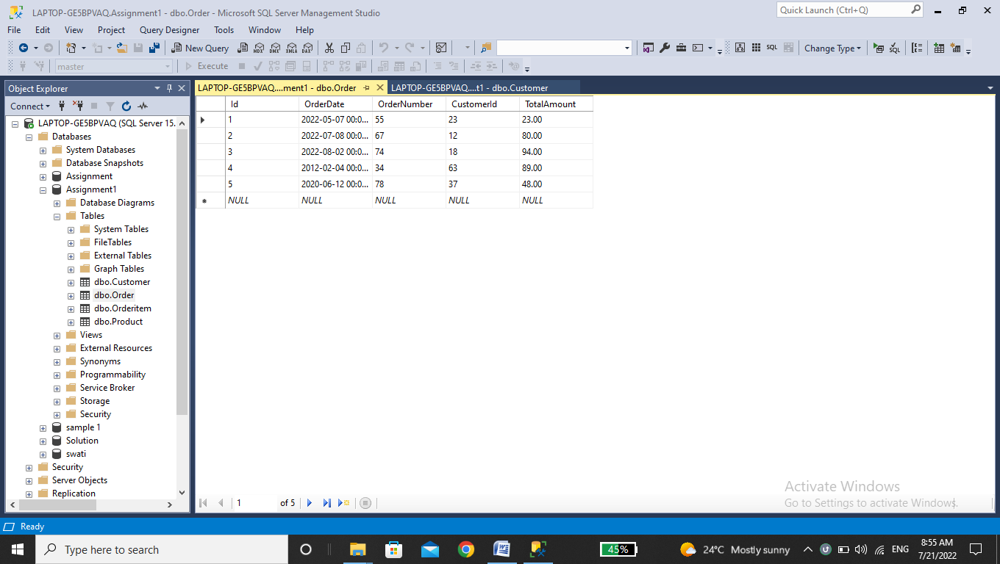 LAPTOP-GE5BPVAQ.Assignment1 - dbo.Order - Microsoft SQL Server Management Studio
Quick Launch (Ctrl+Q)
File Edit View Project Query Designer Tools Window Help
New Query MDX DMX XMLA DAX SQL Change Type SQL
master Execute
Object Explorer
Connect
LAPTOP-GE5BPVAQ (SQL Server 15.
Databases
System Databases
Database Snapshots
Assignment
Assignment1
Database Diagrams
Tables
System Tables
FileTables
External Tables
Graph Tables
dbo.Customer
dbo.Order
dbo.Orderitem
dbo.Product
Views
External Resources
Synonyms
Programmability
Service Broker
Storage
Security
sample 1
Solution
swati
Security
Server Objects
Replication
LAPTOP-GE5BPVAQ....ment1 - dbo.Order LAPTOP-GE5BPVAQ....t1 - dbo.Customer
Id OrderDate OrderNumber CustomerId TotalAmount
1 2022-05-07 00:0... 55 23 23.00
2 2022-07-08 00:0... 67 12 80.00
3 2022-08-02 00:0... 74 18 94.00
4 2012-02-04 00:0... 34 63 89.00
5 2020-06-12 00:0... 78 37 48.00
NULL NULL NULL NULL NULL
1 of 5
Activate Windows
Go to Settings to activate Windows.
Ready
Type here to search
45%
24°C Mostly sunny
ENG
8:55 AM
7/21/2022